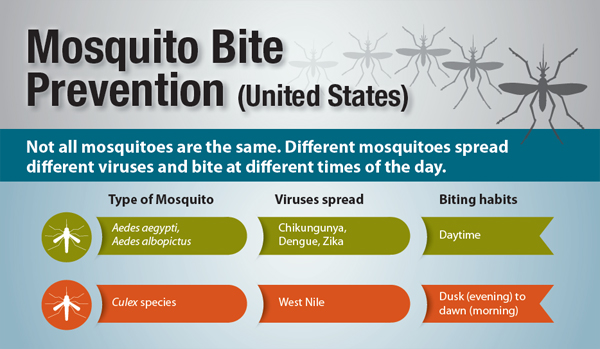 Mosquito Bite
Prevention (United States)
Not all mosquitoes are the same. Different mosquitoes spread
different viruses and bite at different times of the day.
Type of Mosquito
Viruses spread
Biting habits
Aedes aegypti,
Aedes albopictus
Chikungunya,
Dengue, Zika
Daytime
Culex species
West Nile
Dusk (evening) to
dawn (morning)